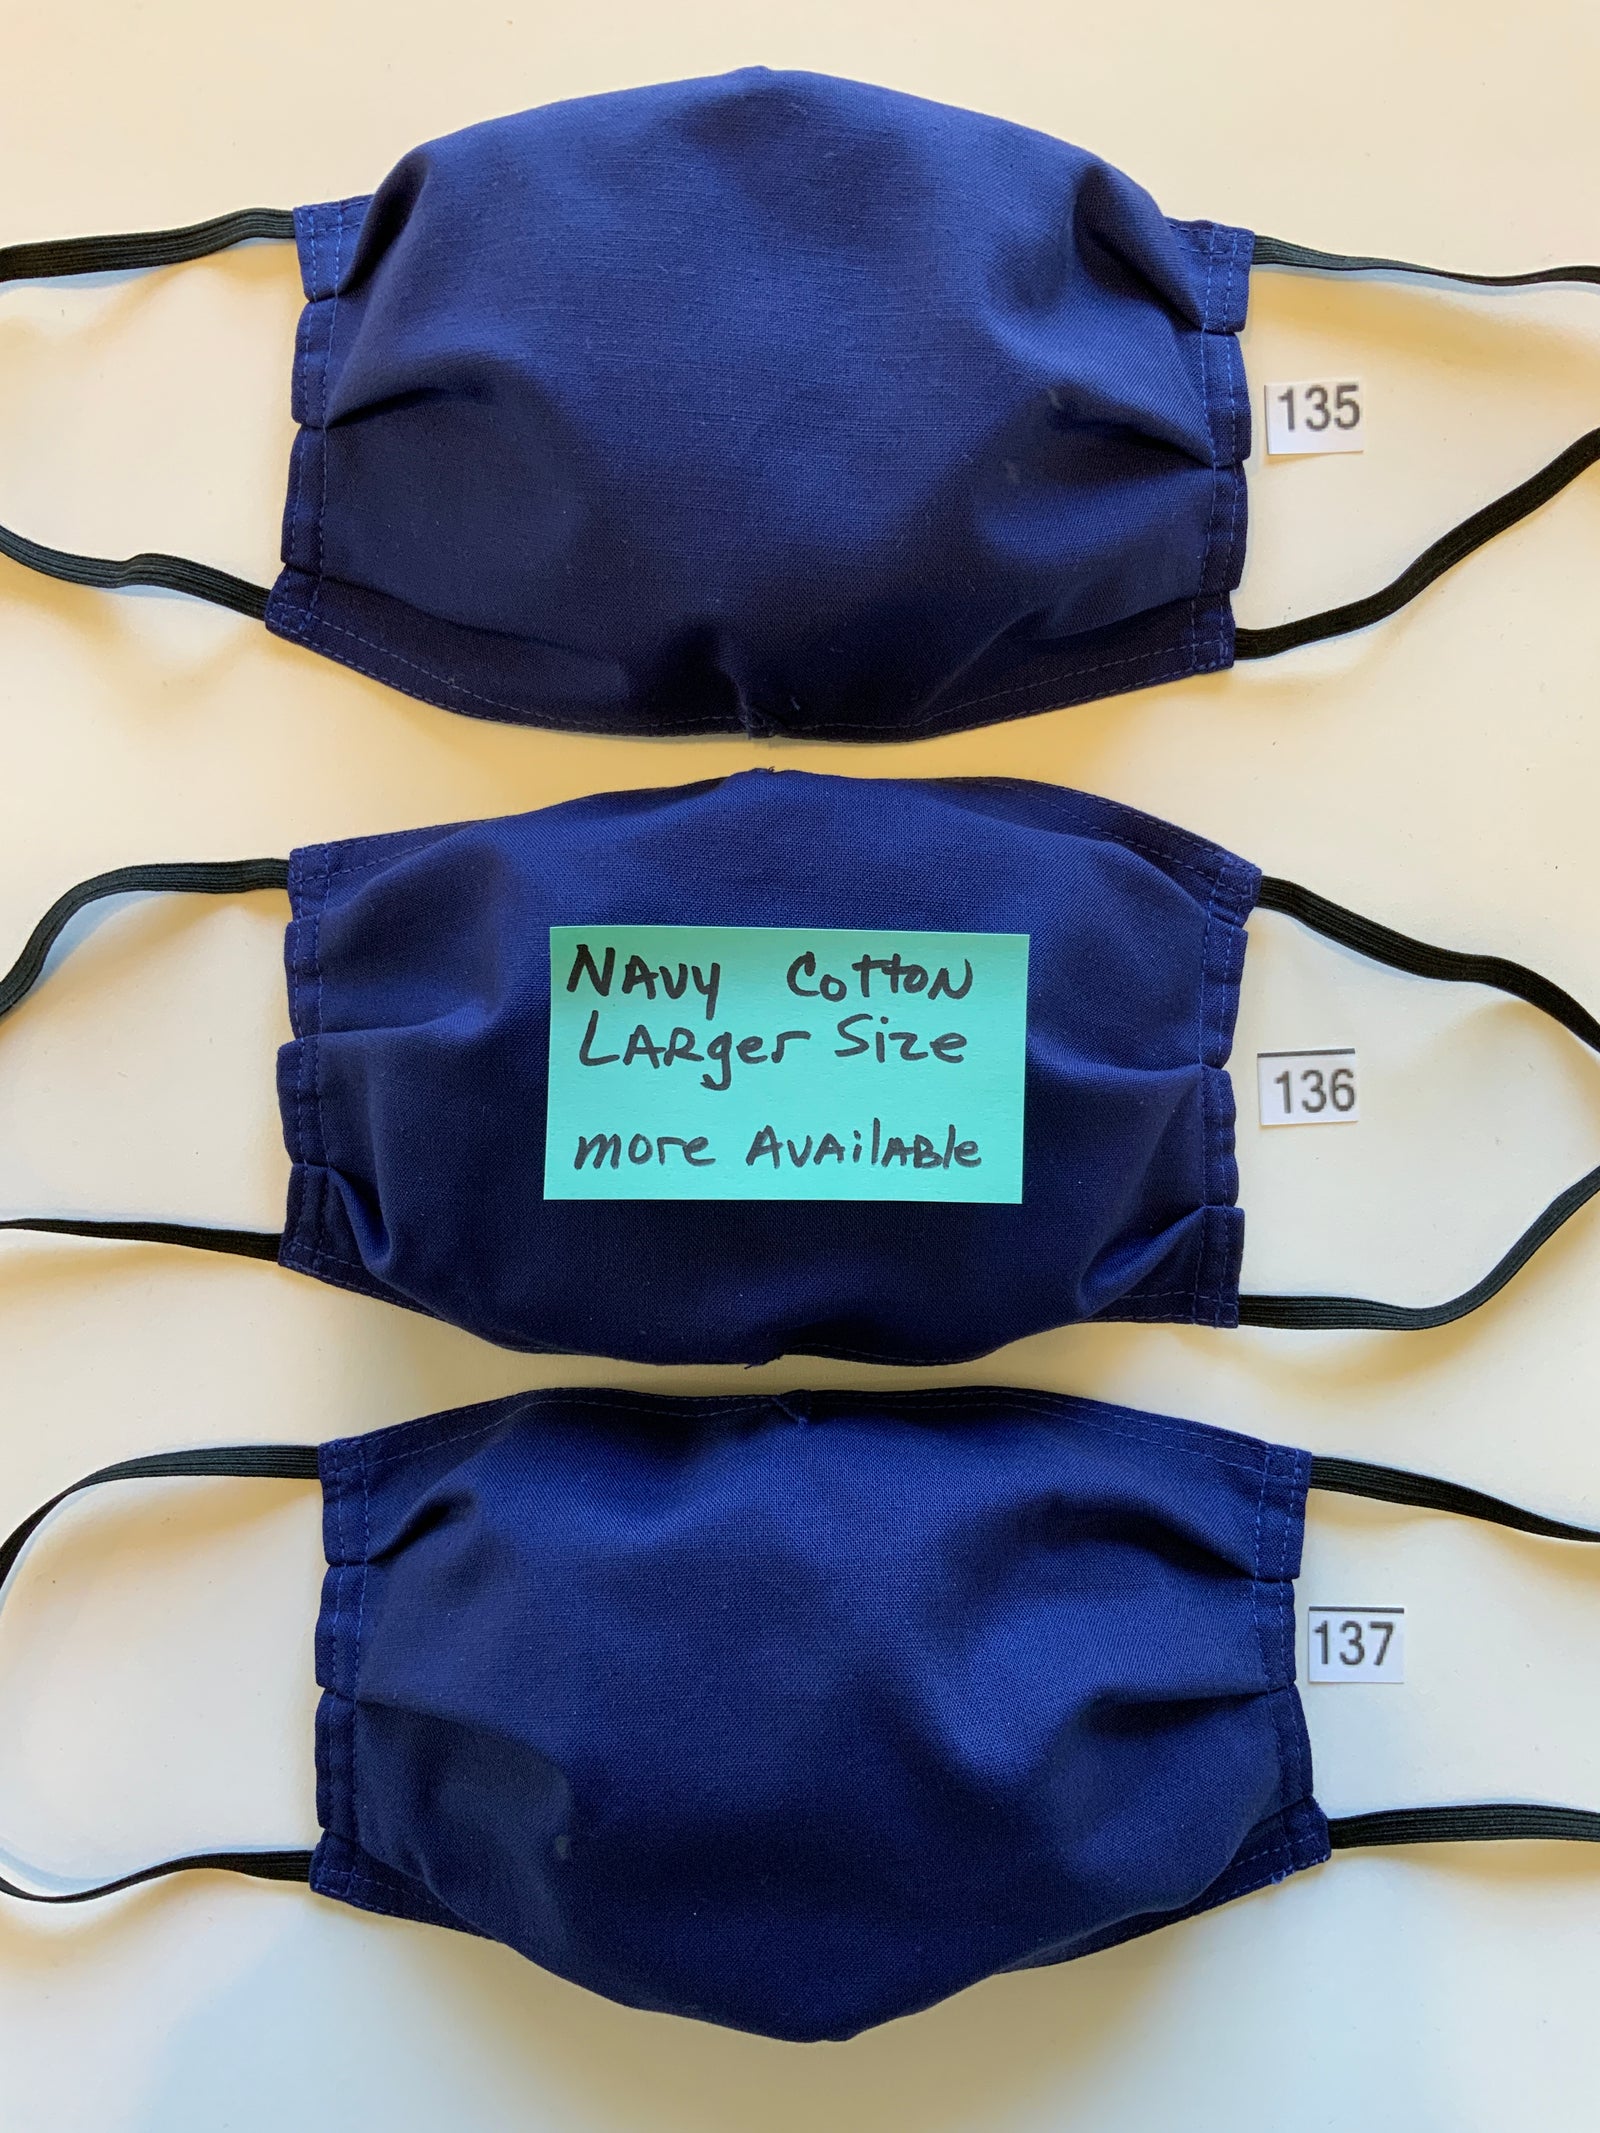 135
NAVY COTTON
LARger Size
more AVAilABle
136
137